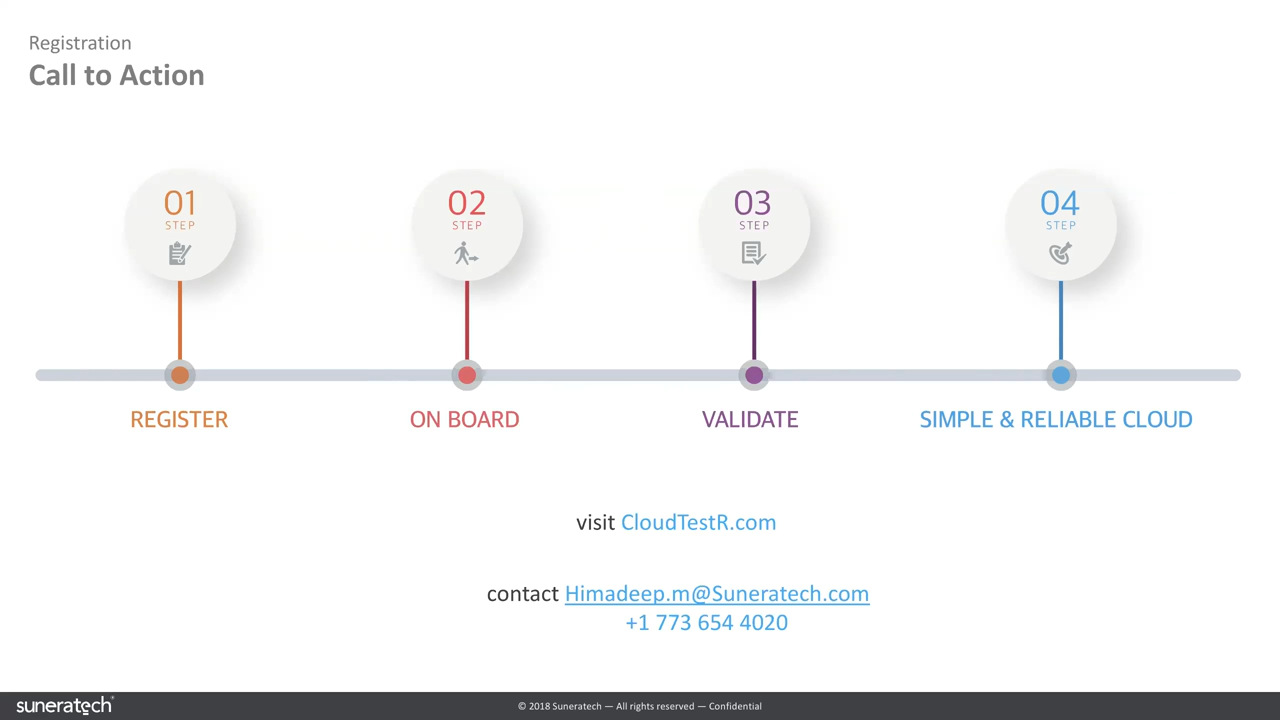 Registration
Call to Action
01
STEP
02
STEP
03
STEP
04
STEP
REGISTER
ON BOARD
VALIDATE
SIMPLE & RELIABLE CLOUD
visit CloudTestR.com
contact Himadeep.m@Suneratech.com
+1 773 654 4020
suneratech®
© 2018 Suneratech — All rights reserved — Confidential